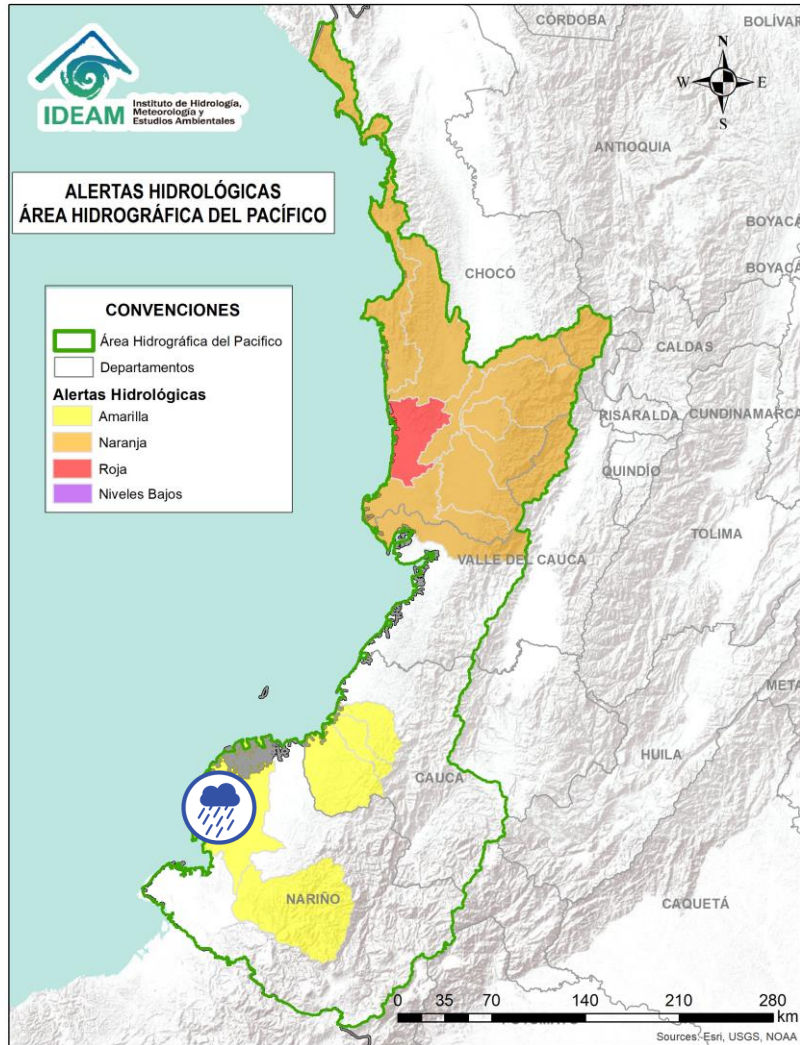 CÓRDOBA
BOLÍVAR
N
W
E
S
IDEAM
Instituto de Hidrología,
Meteorología y
Estudios Ambientales
ANTIOQUIA
ALERTAS HIDROLÓGICAS
ÁREA HIDROGRÁFICA DEL PACÍFICO
BOYACÁ
BOYACÁ
CHOCÓ
CONVENCIONES
Área Hidrográfica del Pacifico
Departamentos
Alertas Hidrológicas
Amarilla
Naranja
Roja
Niveles Bajos
CALDAS
RISARALDA
CUNDINAMARCA
QUINDÍO
TOLIMA
VALLE DEL CAUCA
META
HUILA
CAUCA
NARIÑO
CAQUETÁ
0 35 70 140 210 280
km
Sources: Esri, USGS, NOAA